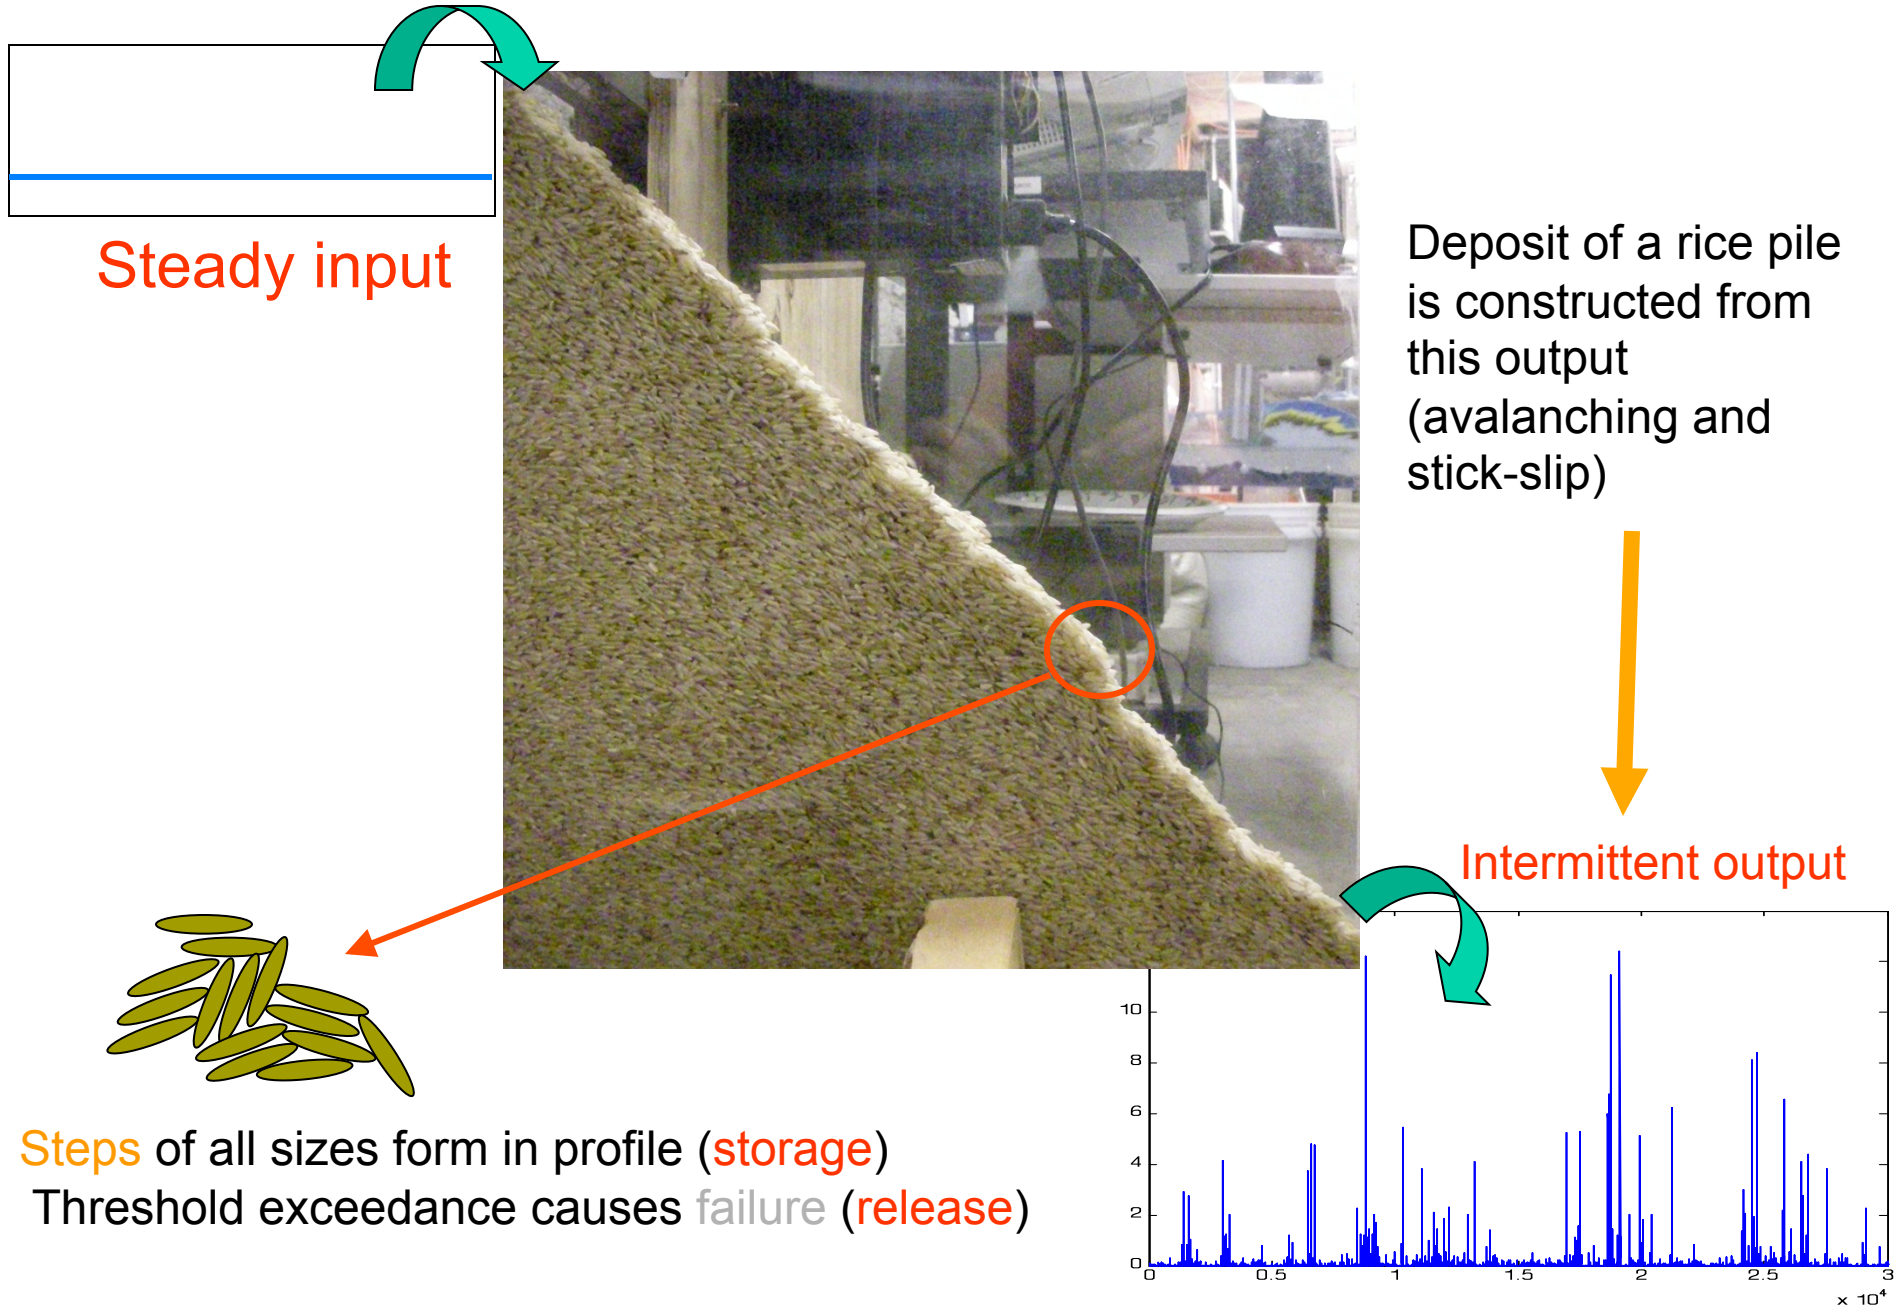 Steady input
Deposit of a rice pile
is constructed from
this output
(avalanching and
stick-slip)
Intermittent output
10
8
6
4
2
0
0 0.5 1 1.5 2 2.5 3
× 10⁴
Steps of all sizes form in profile (storage)
Threshold exceedance causes failure (release)